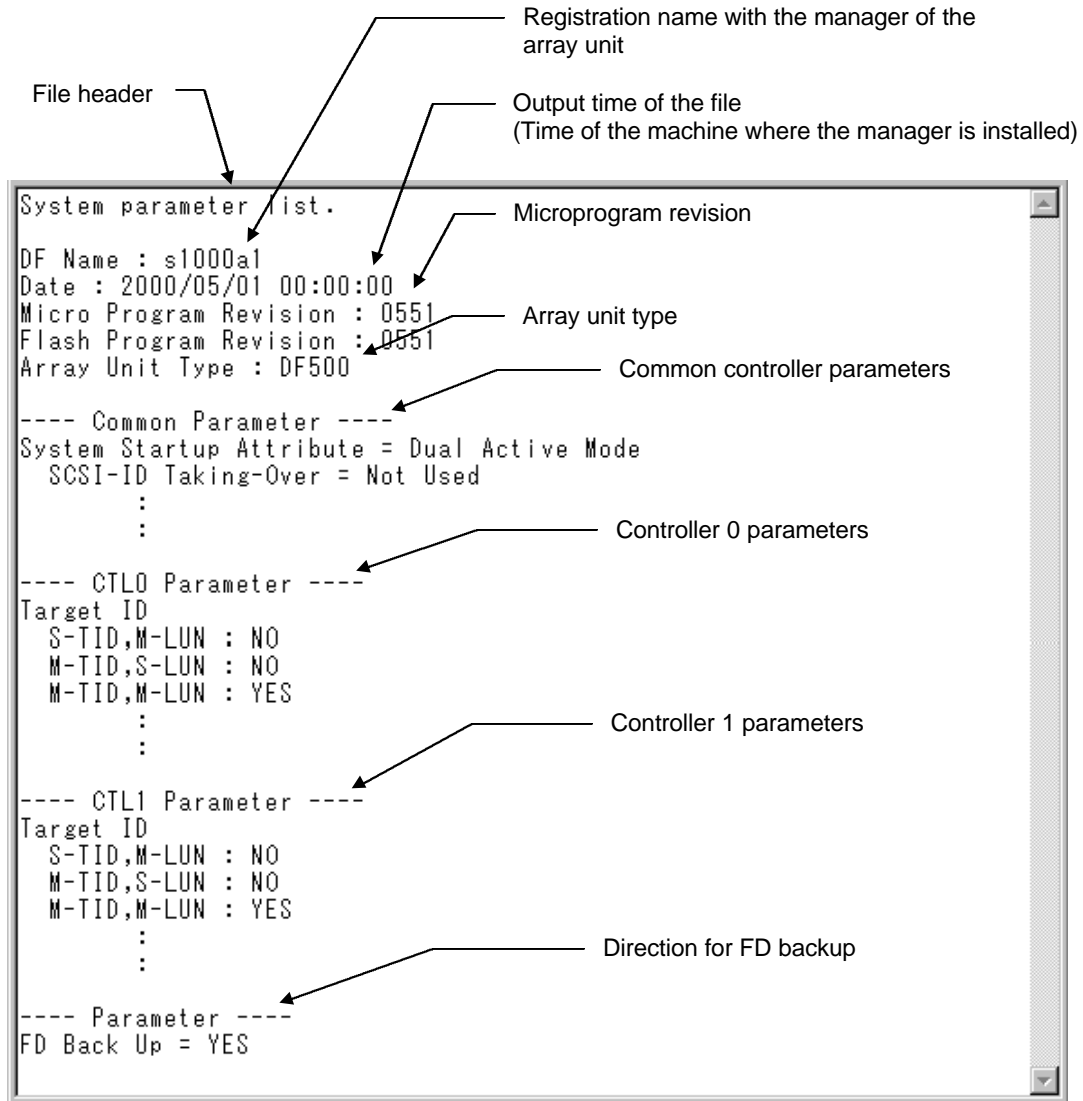 Registration name with the manager of the
array unit
File header
Output time of the file
(Time of the machine where the manager is installed)
System parameter list.
Microprogram revision
DF Name : s1000a1
Date : 2000/05/01 00:00:00
Micro Program Revision : 0551
Array unit type
Flash Program Revision : 0551
Array Unit Type : DF500
Common controller parameters
---- Common Parameter ----
System Startup Attribute = Dual Active Mode
SCSI-ID Taking-Over = Not Used
:
:
Controller 0 parameters
---- CTL0 Parameter ----
Target ID
S-TID,M-LUN : NO
M-TID,S-LUN : NO
M-TID,M-LUN : YES
:
Controller 1 parameters
:
---- CTL1 Parameter ----
Target ID
S-TID,M-LUN : NO
M-TID,S-LUN : NO
M-TID,M-LUN : YES
:
Direction for FD backup
:
---- Parameter ----
FD Back Up = YES